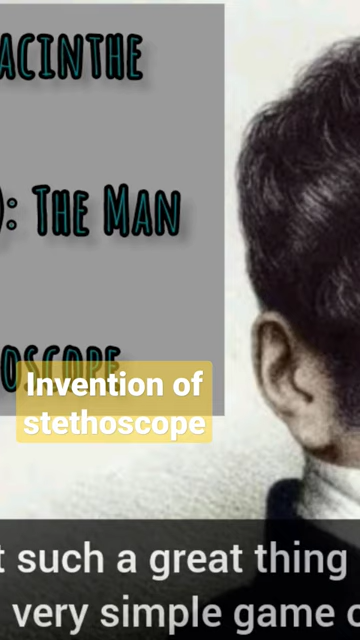 ACINTHE
): THE MAN
OSCOPE
Invention of
stethoscope
t such a great thing
very simple game o